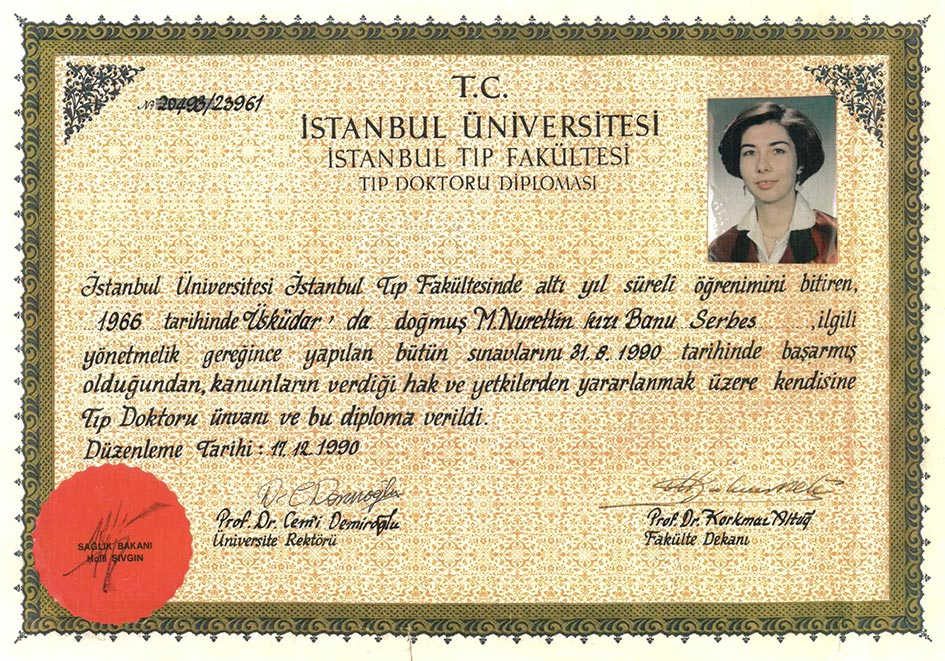 T.C.
İSTANBUL ÜNİVERSİTESİ
İSTANBUL TIP FAKÜLTESİ
TIP DOKTORU DİPLOMASI
No 20493/23961
İstanbul Üniversitesi İstanbul Tıp Fakültesinde altı yıl süreli öğrenimini bitiren,
1966 tarihinde Üsküdar' da doğmuş M.Nurettin kızı Banu Serbes ,ilgili
yönetmelik gereğince yapılan bütün sınavlarını 31.8.1990 tarihinde başarmış
olduğundan, kanunların verdiği hak ve yetkilerden yararlanmak üzere kendisine
Tıp Doktoru ünvanı ve bu diploma verildi.
Düzenleme Tarihi : 17.12.1990
Prof. Dr. Cem'i Demiroğlu
Üniversite Rektörü
Prof. Dr. Korkmaz Altuğ
Fakülte Dekanı
SAĞLIK BAKANI
Halil ŞIVGIN